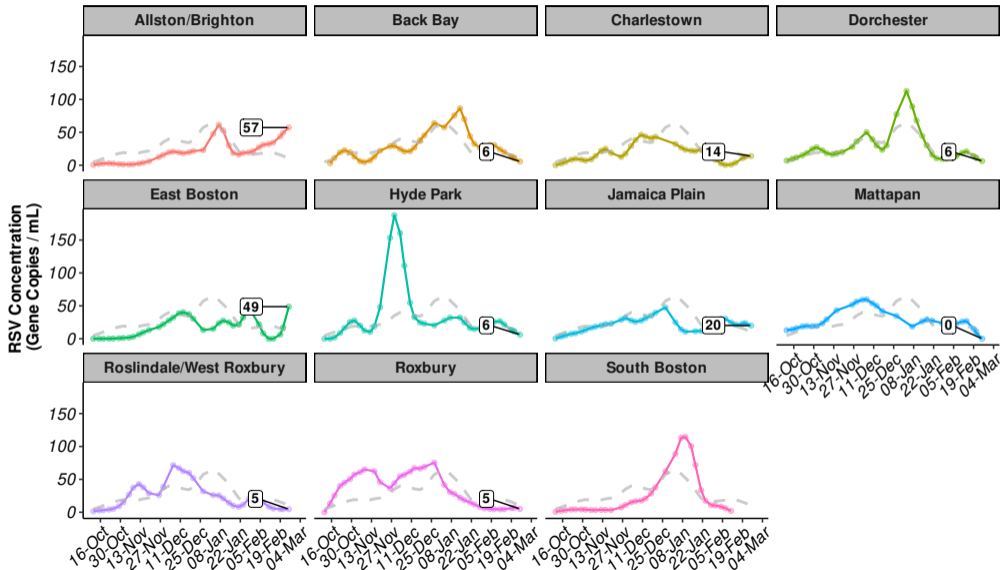 Allston/Brighton
Back Bay
Charlestown
Dorchester
150
100
50
0
57
6
14
6
East Boston
Hyde Park
Jamaica Plain
Mattapan
RSV Concentration
(Gene Copies / mL)
150
100
50
0
49
6
20
0
16-Oct
30-Oct
13-Nov
27-Nov
11-Dec
25-Dec
08-Jan
22-Jan
05-Feb
19-Feb
04-Mar
Roslindale/West Roxbury
Roxbury
South Boston
150
100
50
0
5
5
16-Oct
30-Oct
13-Nov
27-Nov
11-Dec
25-Dec
08-Jan
22-Jan
05-Feb
19-Feb
04-Mar
16-Oct
30-Oct
13-Nov
27-Nov
11-Dec
25-Dec
08-Jan
22-Jan
05-Feb
19-Feb
04-Mar
16-Oct
30-Oct
13-Nov
27-Nov
11-Dec
25-Dec
08-Jan
22-Jan
05-Feb
19-Feb
04-Mar